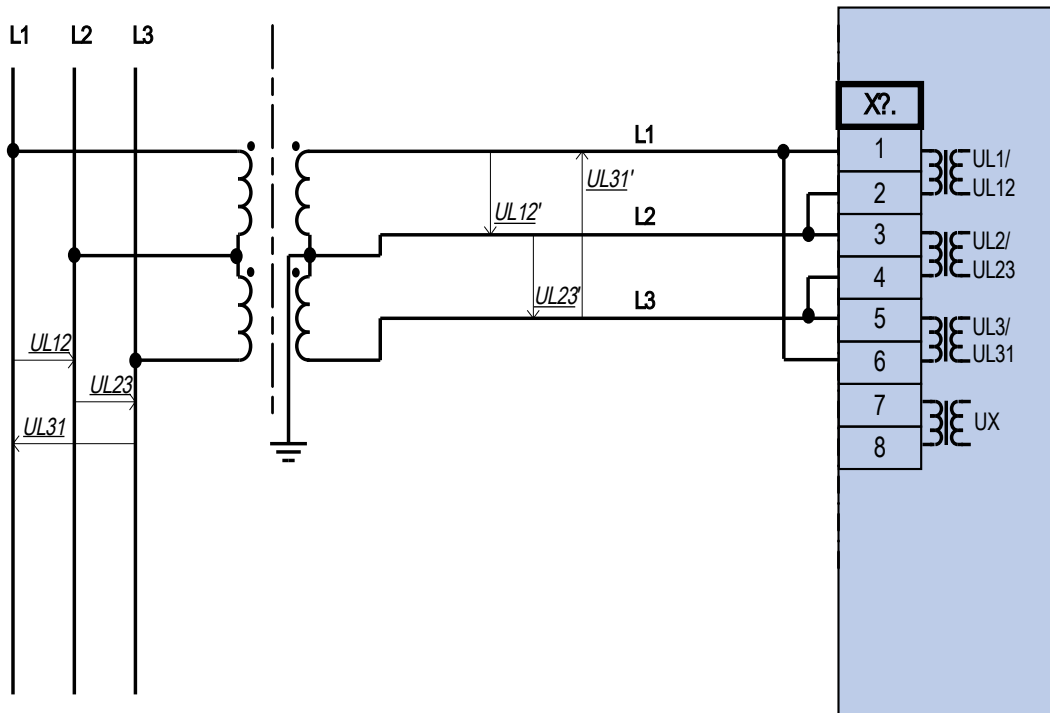 L1 L2 L3
X?.
L1
1
UL1/
UL12
UL31'
2
UL12'
L2
3
UL2/
UL23
4
UL23'
L3
5
UL3/
UL31
UL12
6
UL23
7
UX
UL31
8